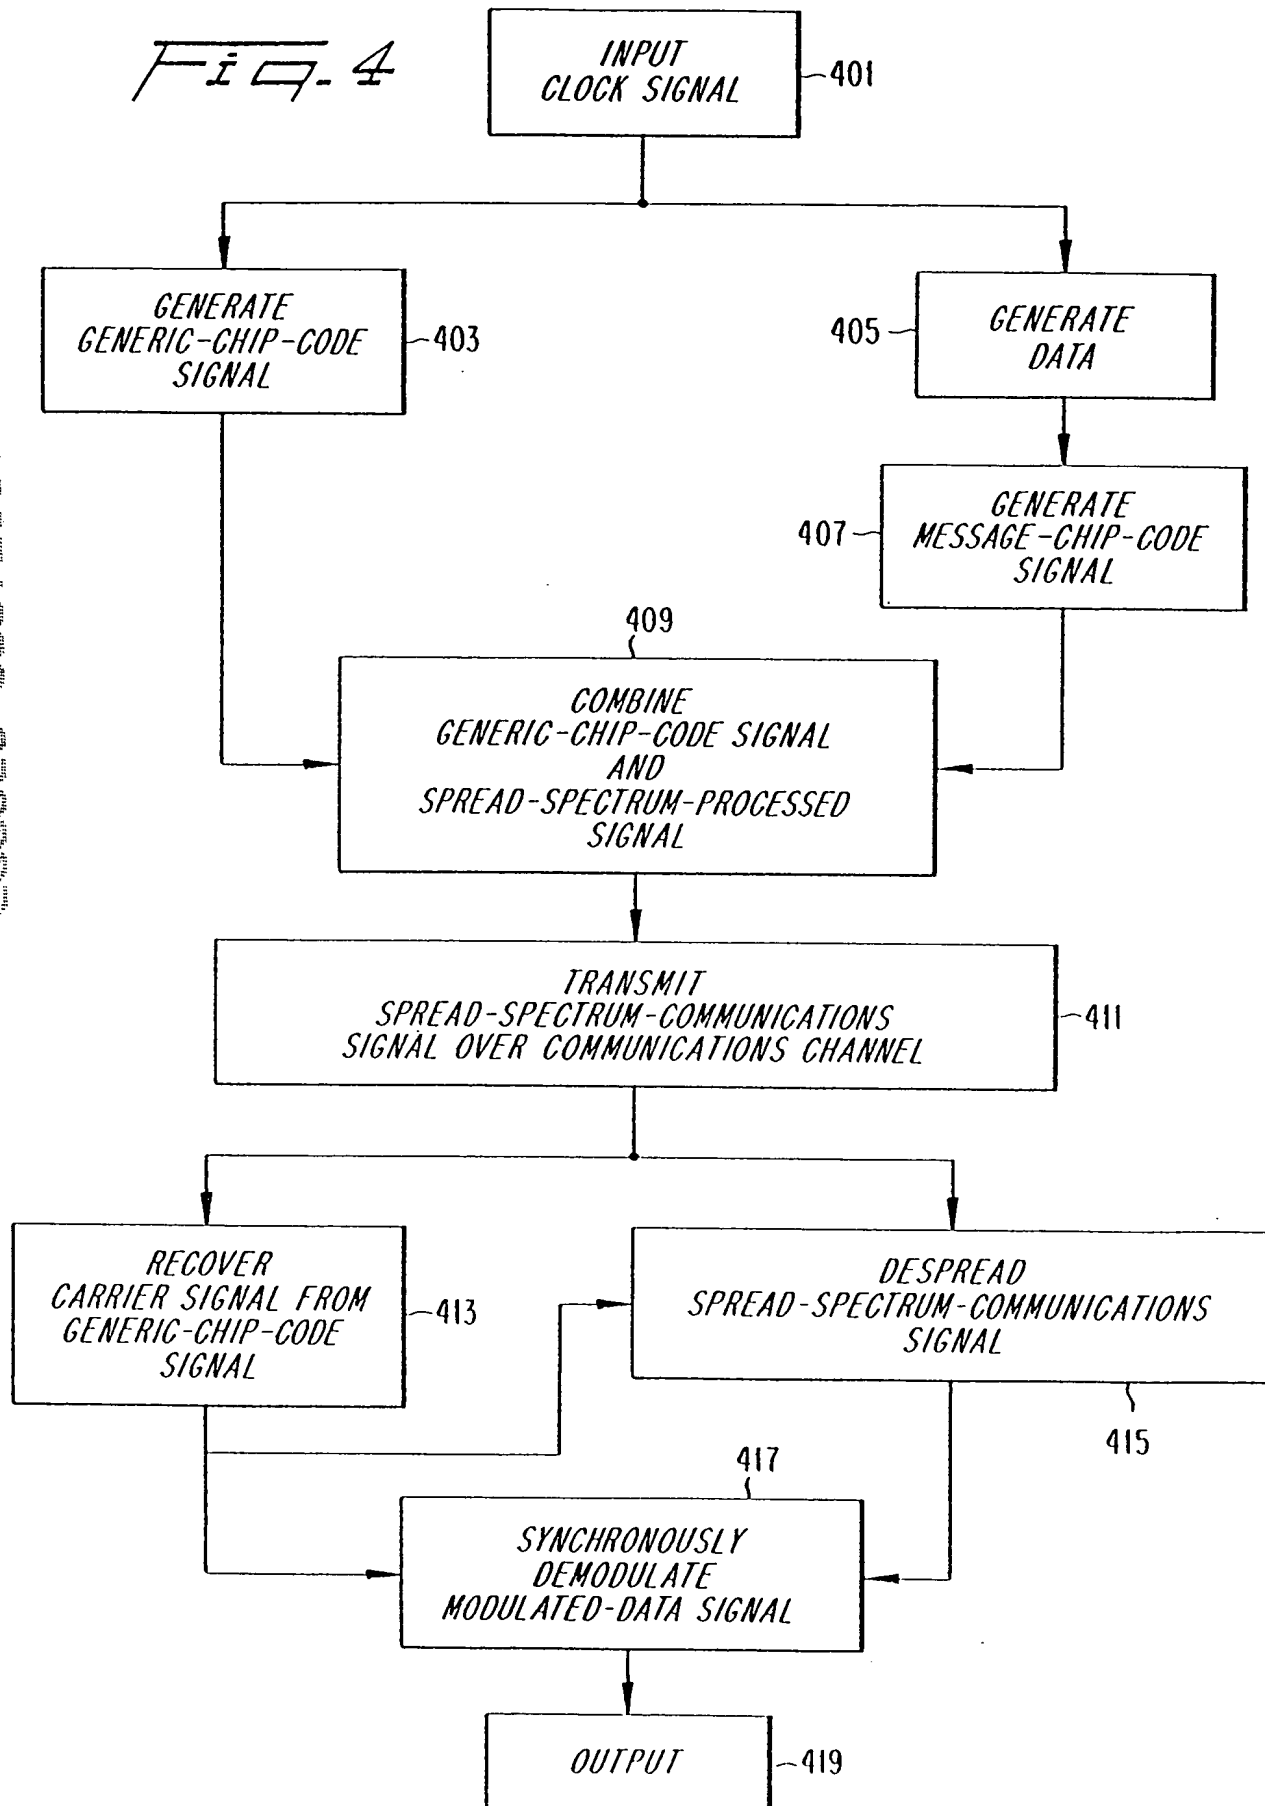 Fig. 4
INPUT
CLOCK SIGNAL
401
GENERATE
GENERIC-CHIP-CODE
SIGNAL
403
405
GENERATE
DATA
407
GENERATE
MESSAGE-CHIP-CODE
SIGNAL
409
COMBINE
GENERIC-CHIP-CODE SIGNAL
AND
SPREAD-SPECTRUM-PROCESSED
SIGNAL
TRANSMIT
SPREAD-SPECTRUM-COMMUNICATIONS
SIGNAL OVER COMMUNICATIONS CHANNEL
411
RECOVER
CARRIER SIGNAL FROM
GENERIC-CHIP-CODE
SIGNAL
413
DESPREAD
SPREAD-SPECTRUM-COMMUNICATIONS
SIGNAL
415
417
SYNCHRONOUSLY
DEMODULATE
MODULATED-DATA SIGNAL
OUTPUT
419